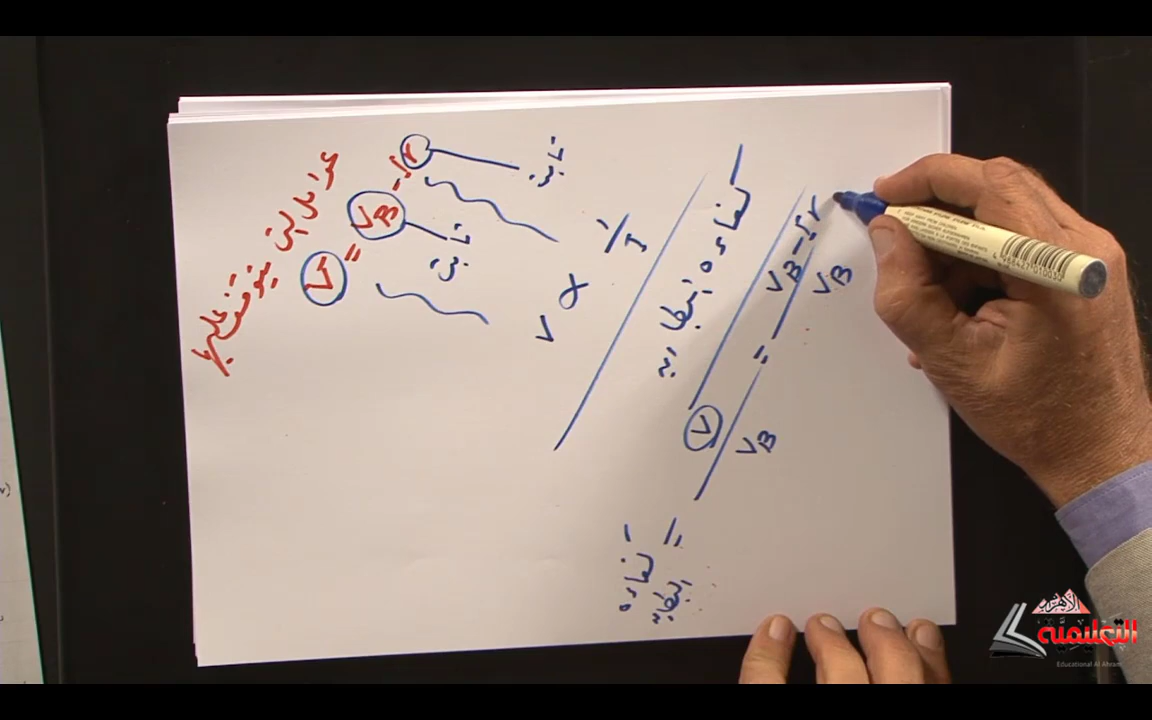 عوامل التى يتوقف عليها
V = VB - Ir
ثابت
ثابت
V α 1/I
كفاءة البطارية
كفاءة البطارية = V / VB = VB - Ir / VB
الأهرام
التعليمية
Educational Al Ahram